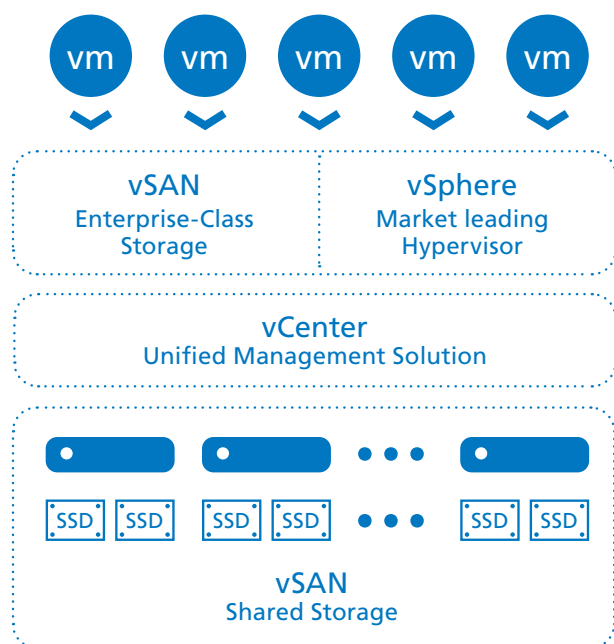 vm vm vm vm vm
vSAN
Enterprise-Class
Storage
vSphere
Market leading
Hypervisor
vCenter
Unified Management Solution
SSD SSD SSD SSD SSD SSD
vSAN
Shared Storage